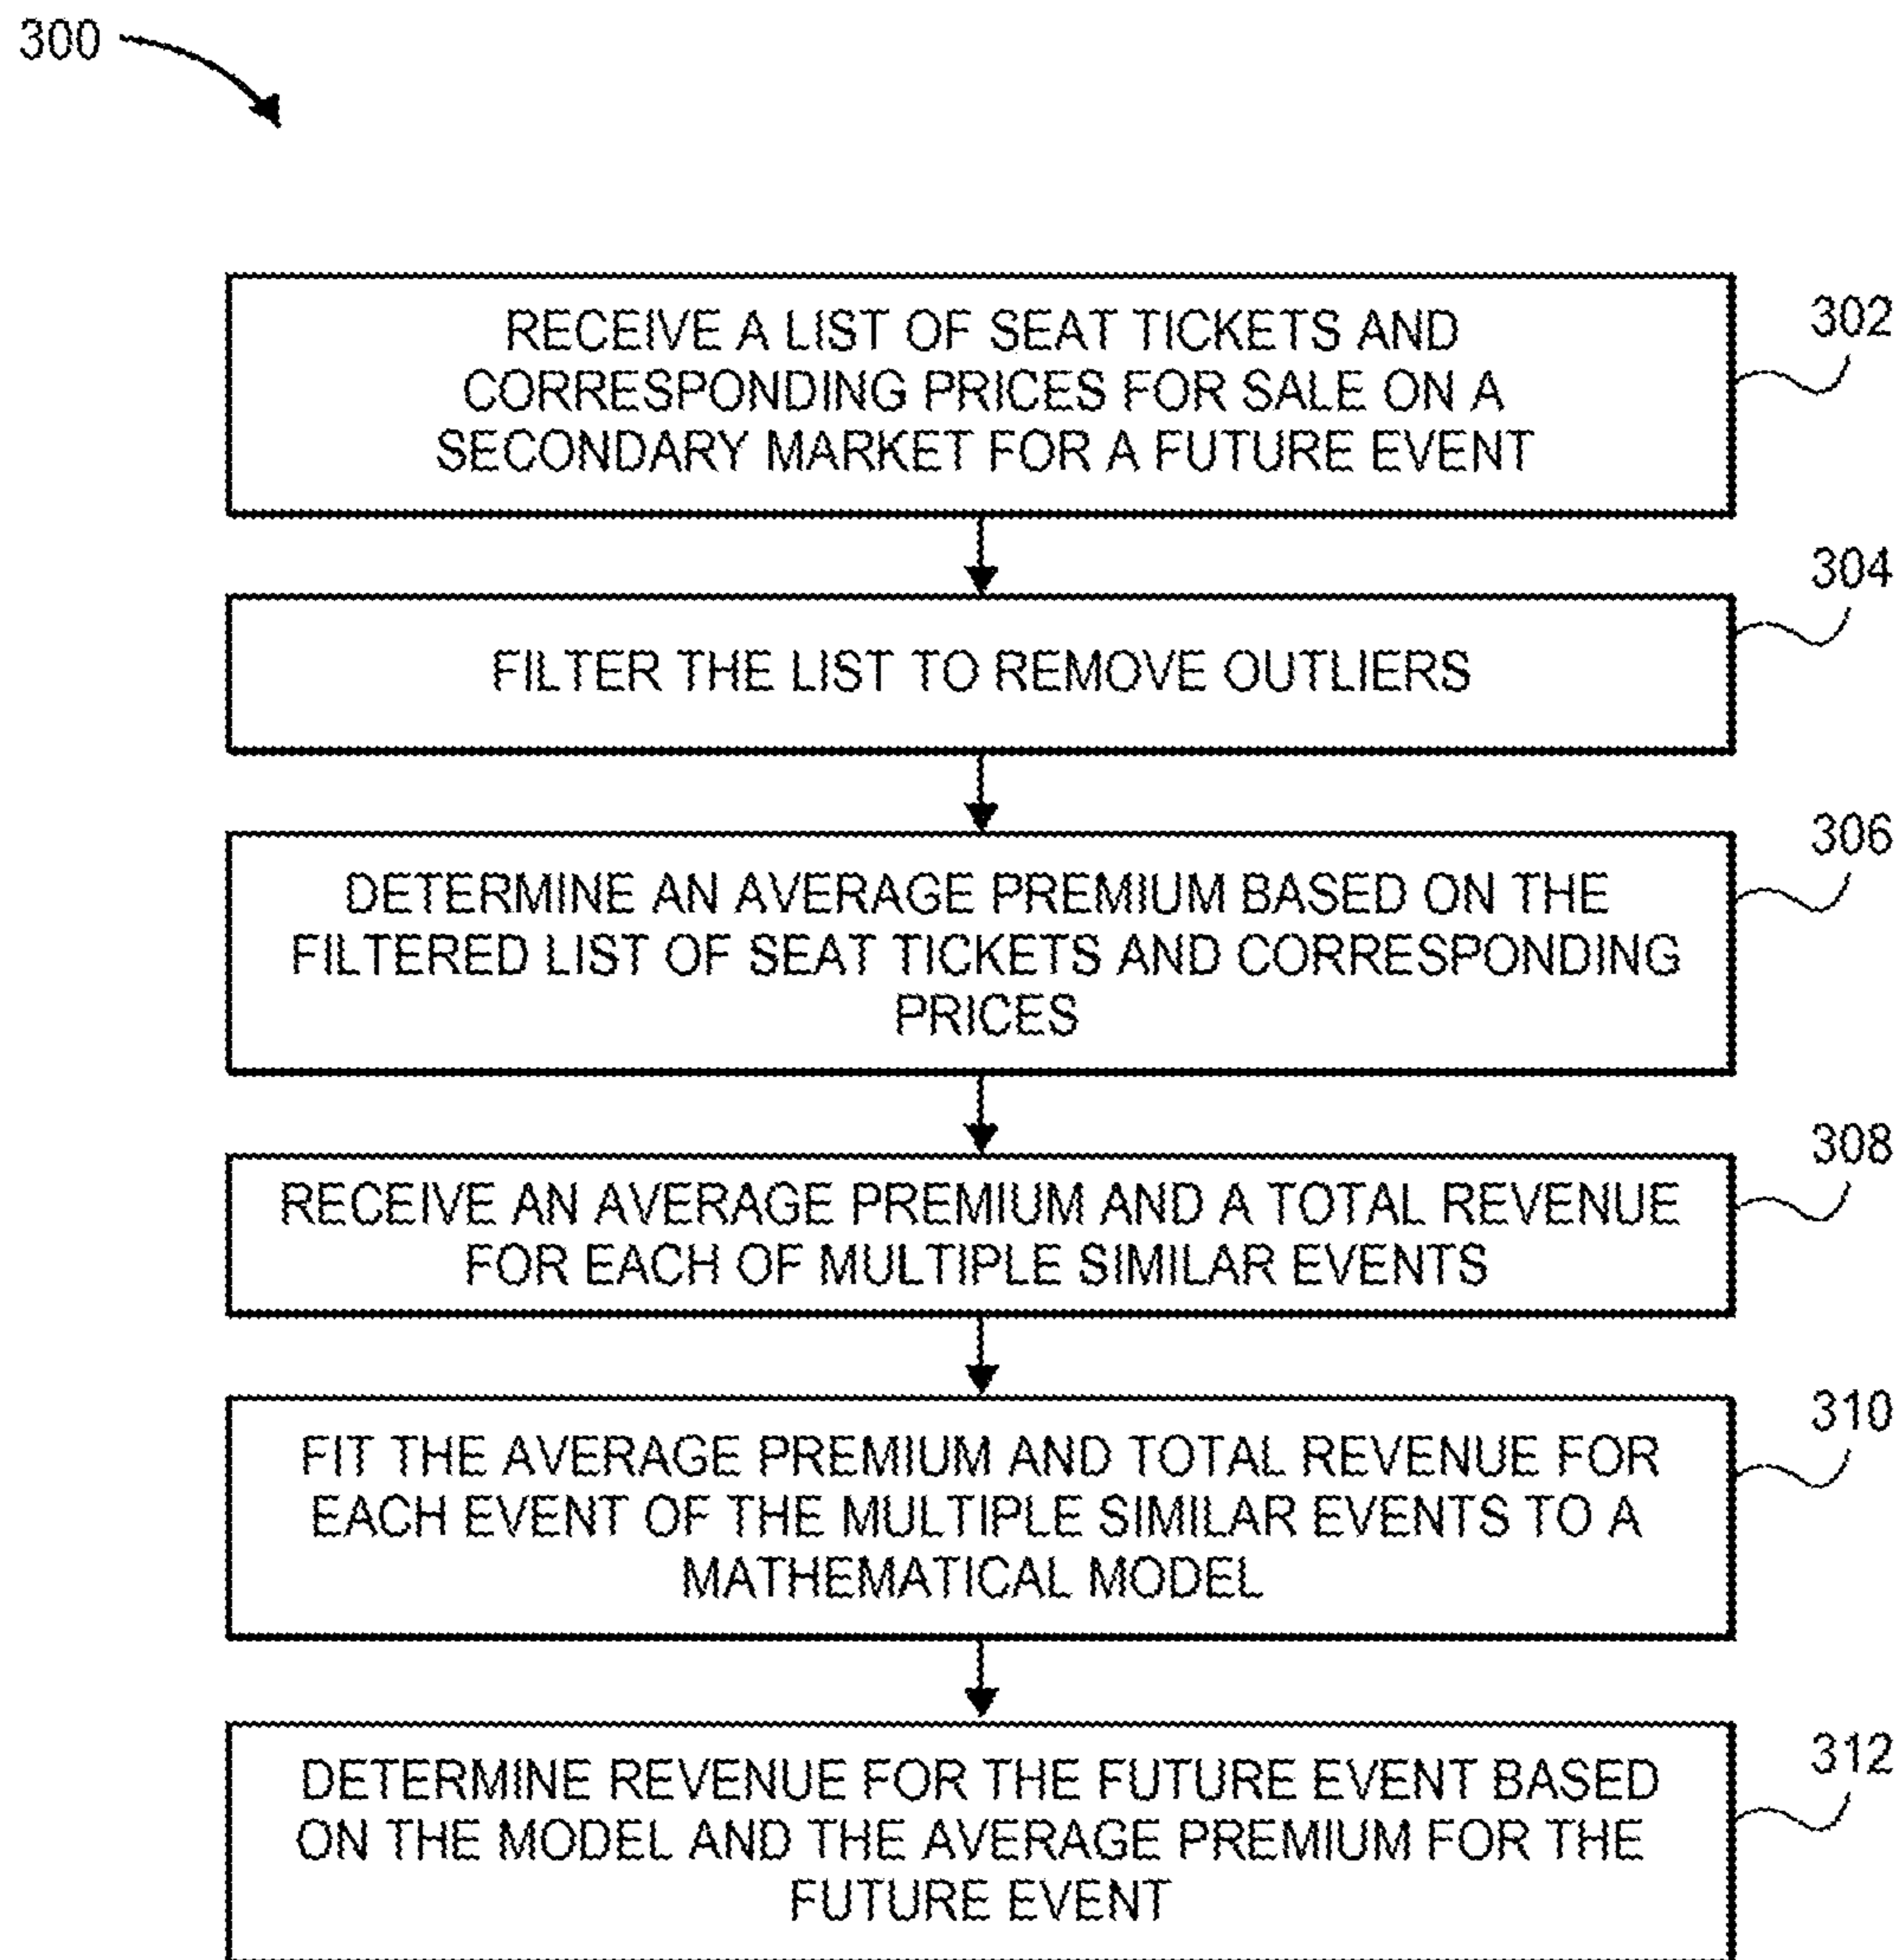 300
RECEIVE A LIST OF SEAT TICKETS AND
CORRESPONDING PRICES FOR SALE ON A
SECONDARY MARKET FOR A FUTURE EVENT
302
FILTER THE LIST TO REMOVE OUTLIERS
304
DETERMINE AN AVERAGE PREMIUM BASED ON THE
FILTERED LIST OF SEAT TICKETS AND CORRESPONDING
PRICES
306
RECEIVE AN AVERAGE PREMIUM AND A TOTAL REVENUE
FOR EACH OF MULTIPLE SIMILAR EVENTS
308
FIT THE AVERAGE PREMIUM AND TOTAL REVENUE FOR
EACH EVENT OF THE MULTIPLE SIMILAR EVENTS TO A
MATHEMATICAL MODEL
310
DETERMINE REVENUE FOR THE FUTURE EVENT BASED
ON THE MODEL AND THE AVERAGE PREMIUM FOR THE
FUTURE EVENT
312